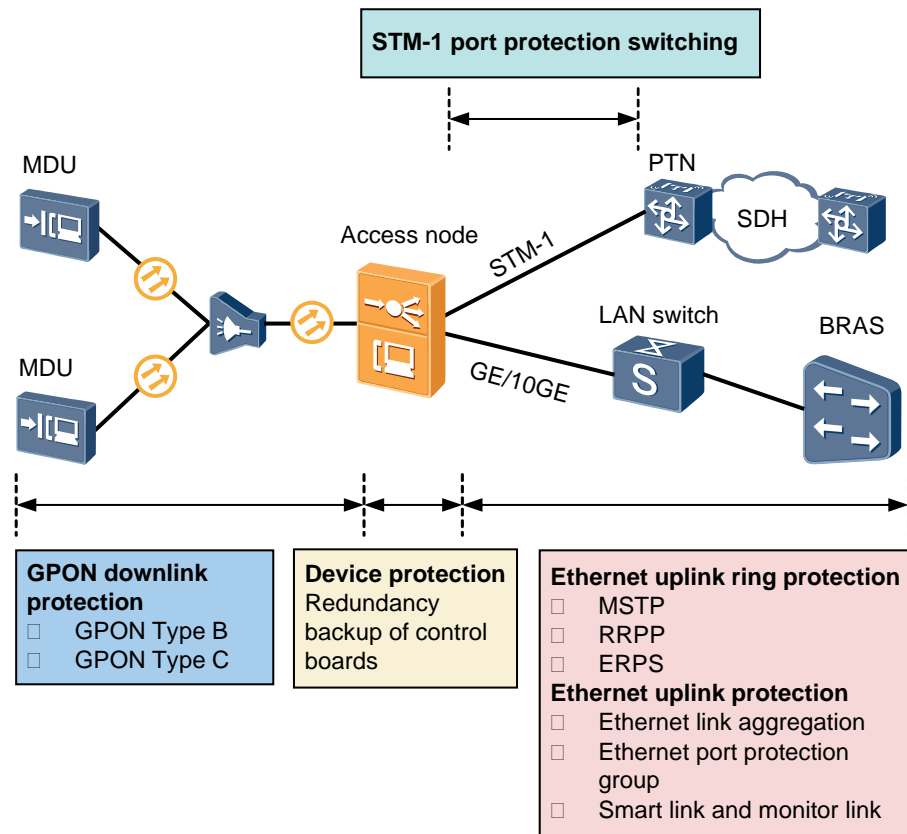 STM-1 port protection switching
MDU
PTN
SDH
Access node
STM-1
LAN switch
BRAS
MDU
GE/10GE
S
GPON downlink
protection
□ GPON Type B
□ GPON Type C
Device protection
Redundancy
backup of control
boards
Ethernet uplink ring protection
□ MSTP
□ RRPP
□ ERPS
Ethernet uplink protection
□ Ethernet link aggregation
□ Ethernet port protection
group
□ Smart link and monitor link